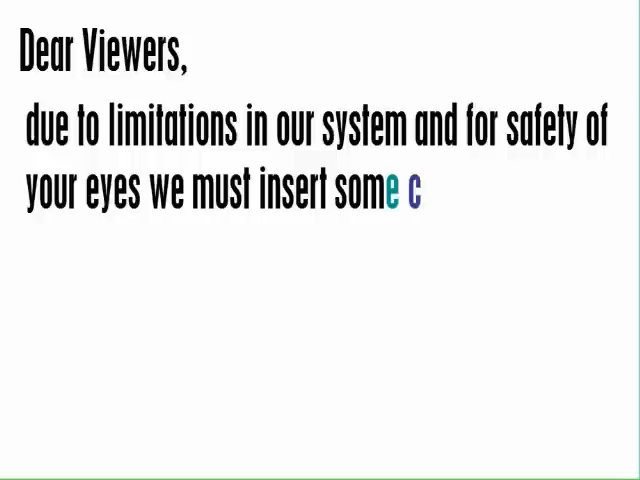 Dear Viewers,
due to limitations in our system and for safety of
your eyes we must insert some c